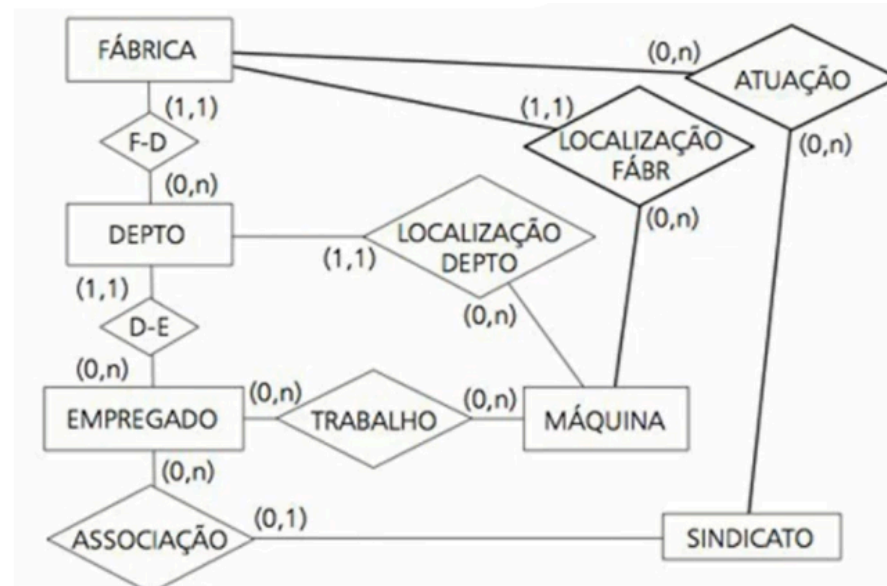 FÁBRICA
(0,n)
ATUAÇÃO
(1,1)
(1,1)
F-D
LOCALIZAÇÃO
FÁBR
(0,n)
(0,n)
(0,n)
DEPTO
LOCALIZAÇÃO
DEPTO
(1,1)
(1,1)
(0,n)
D-E
(0,n)
(0,n)
(0,n)
EMPREGADO
TRABALHO
MÁQUINA
(0,n)
(0,1)
ASSOCIAÇÃO
SINDICATO